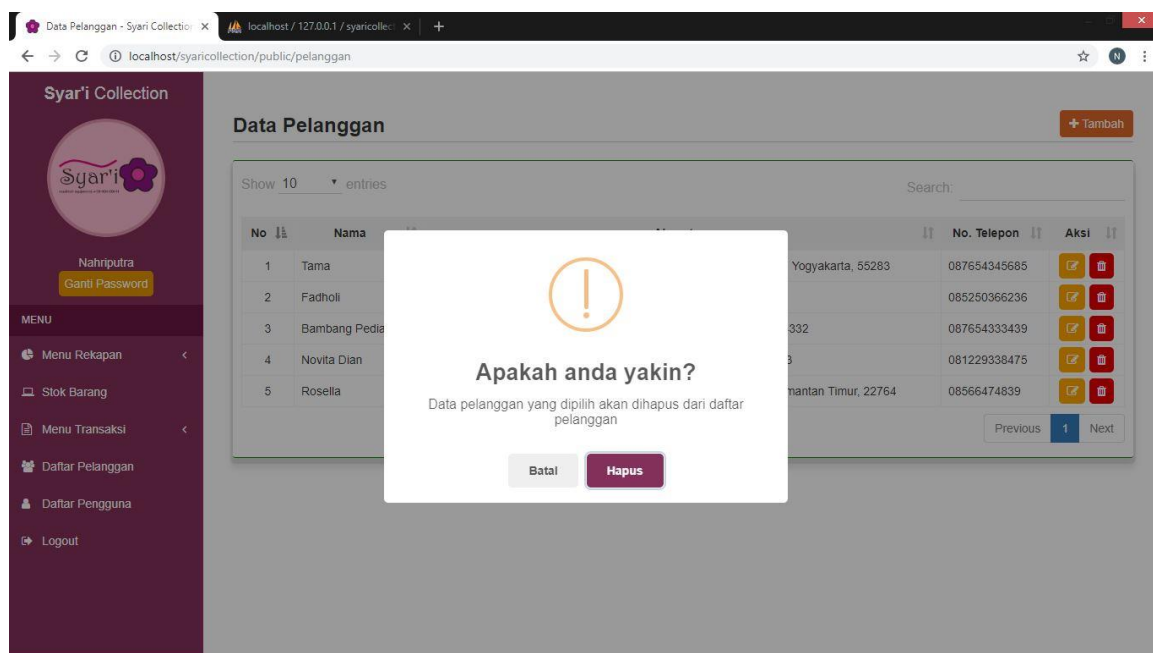 Data Pelanggan - Syari Collection
localhost / 127.0.0.1 / syaricollec
localhost/syaricollection/public/pelanggan
N
Syar'i Collection
Syar'i
Nahriputra
Ganti Password
MENU
Menu Rekapan
Stok Barang
Menu Transaksi
Daftar Pelanggan
Daftar Pengguna
Logout
Data Pelanggan
+ Tambah
Show 10 entries
Search:
No Nama No. Telepon Aksi
1 Tama Yogyakarta, 55283 087654345685
2 Fadholi 085250366236
3 Bambang Pedia 332 087654333439
4 Novita Dian 081229338475
5 Rosella mantan Timur, 22764 08566474839
Previous 1 Next
!
Apakah anda yakin?
Data pelanggan yang dipilih akan dihapus dari daftar
pelanggan
Batal Hapus